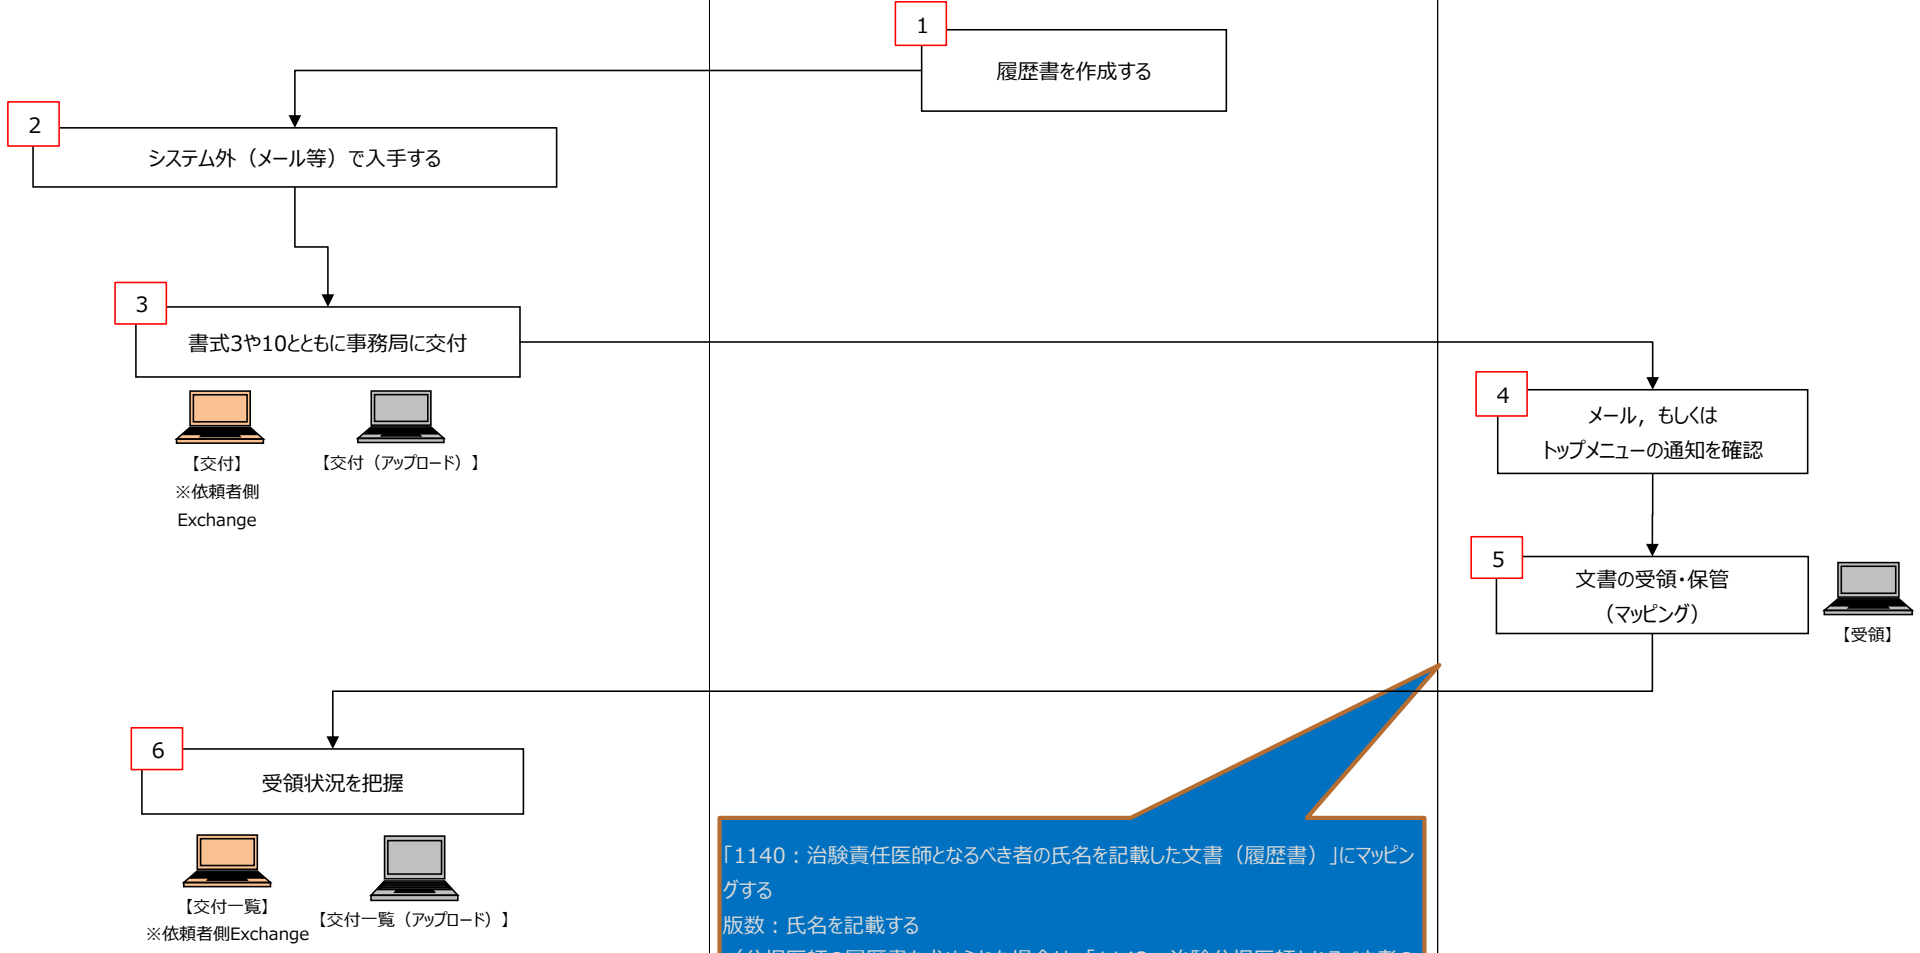 1
履歴書を作成する
2
システム外（メール等）で入手する
3
書式3や10とともに事務局に交付
【交付】
※依頼者側
Exchange
【交付（アップロード）】
4
メール，もしくは
トップメニューの通知を確認
5
文書の受領・保管
（マッピング）
【受領】
6
受領状況を把握
【交付一覧】
※依頼者側Exchange
【交付一覧（アップロード）】
「1140：治験責任医師となるべき者の氏名を記載した文書（履歴書）」にマッピン
グする
版数：氏名を記載する